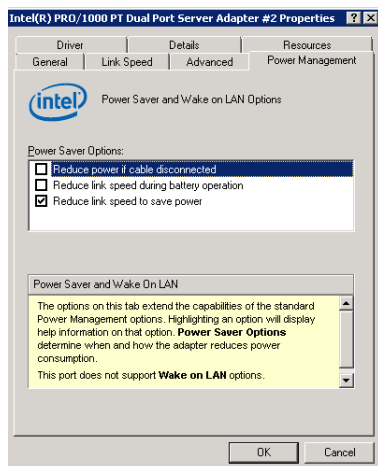 Intel(R) PRO/1000 PT Dual Port Server Adapter #2 Properties
Driver Details Resources
General Link Speed Advanced Power Management
intel
Power Saver and Wake on LAN Options
Power Saver Options:
Reduce power if cable disconnected
Reduce link speed during battery operation
Reduce link speed to save power
Power Saver and Wake On LAN
The options on this tab extend the capabilities of the standard
Power Management options. Highlighting an option will display
help information on that option. Power Saver Options
determine when and how the adapter reduces power
consumption.
This port does not support Wake on LAN options.
OK Cancel